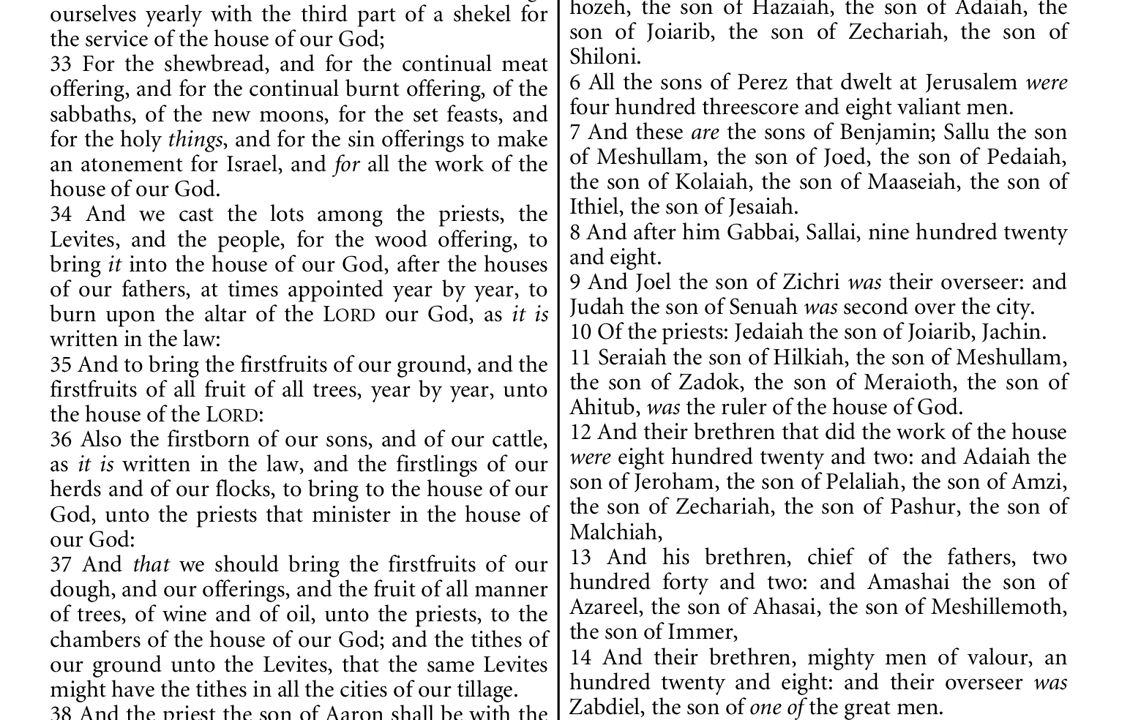 ourselves yearly with the third part of a shekel for
the service of the house of our God;
33 For the shewbread, and for the continual meat
offering, and for the continual burnt offering, of the
sabbaths, of the new moons, for the set feasts, and
for the holy things, and for the sin offerings to make
an atonement for Israel, and for all the work of the
house of our God.
34 And we cast the lots among the priests, the
Levites, and the people, for the wood offering, to
bring it into the house of our God, after the houses
of our fathers, at times appointed year by year, to
burn upon the altar of the LORD our God, as it is
written in the law:
35 And to bring the firstfruits of our ground, and the
firstfruits of all fruit of all trees, year by year, unto
the house of the LORD:
36 Also the firstborn of our sons, and of our cattle,
as it is written in the law, and the firstlings of our
herds and of our flocks, to bring to the house of our
God, unto the priests that minister in the house of
our God:
37 And that we should bring the firstfruits of our
dough, and our offerings, and the fruit of all manner
of trees, of wine and of oil, unto the priests, to the
chambers of the house of our God; and the tithes of
our ground unto the Levites, that the same Levites
might have the tithes in all the cities of our tillage.
38 And the priest the son of Aaron shall be with the
hozeh, the son of Hazaiah, the son of Adaiah, the
son of Joiarib, the son of Zechariah, the son of
Shiloni.
6 All the sons of Perez that dwelt at Jerusalem were
four hundred threescore and eight valiant men.
7 And these are the sons of Benjamin; Sallu the son
of Meshullam, the son of Joed, the son of Pedaiah,
the son of Kolaiah, the son of Maaseiah, the son of
Ithiel, the son of Jesaiah.
8 And after him Gabbai, Sallai, nine hundred twenty
and eight.
9 And Joel the son of Zichri was their overseer: and
Judah the son of Senuah was second over the city.
10 Of the priests: Jedaiah the son of Joiarib, Jachin.
11 Seraiah the son of Hilkiah, the son of Meshullam,
the son of Zadok, the son of Meraioth, the son of
Ahitub, was the ruler of the house of God.
12 And their brethren that did the work of the house
were eight hundred twenty and two: and Adaiah the
son of Jeroham, the son of Pelaliah, the son of Amzi,
the son of Zechariah, the son of Pashur, the son of
Malchiah,
13 And his brethren, chief of the fathers, two
hundred forty and two: and Amashai the son of
Azareel, the son of Ahasai, the son of Meshillemoth,
the son of Immer,
14 And their brethren, mighty men of valour, an
hundred twenty and eight: and their overseer was
Zabdiel, the son of one of the great men.